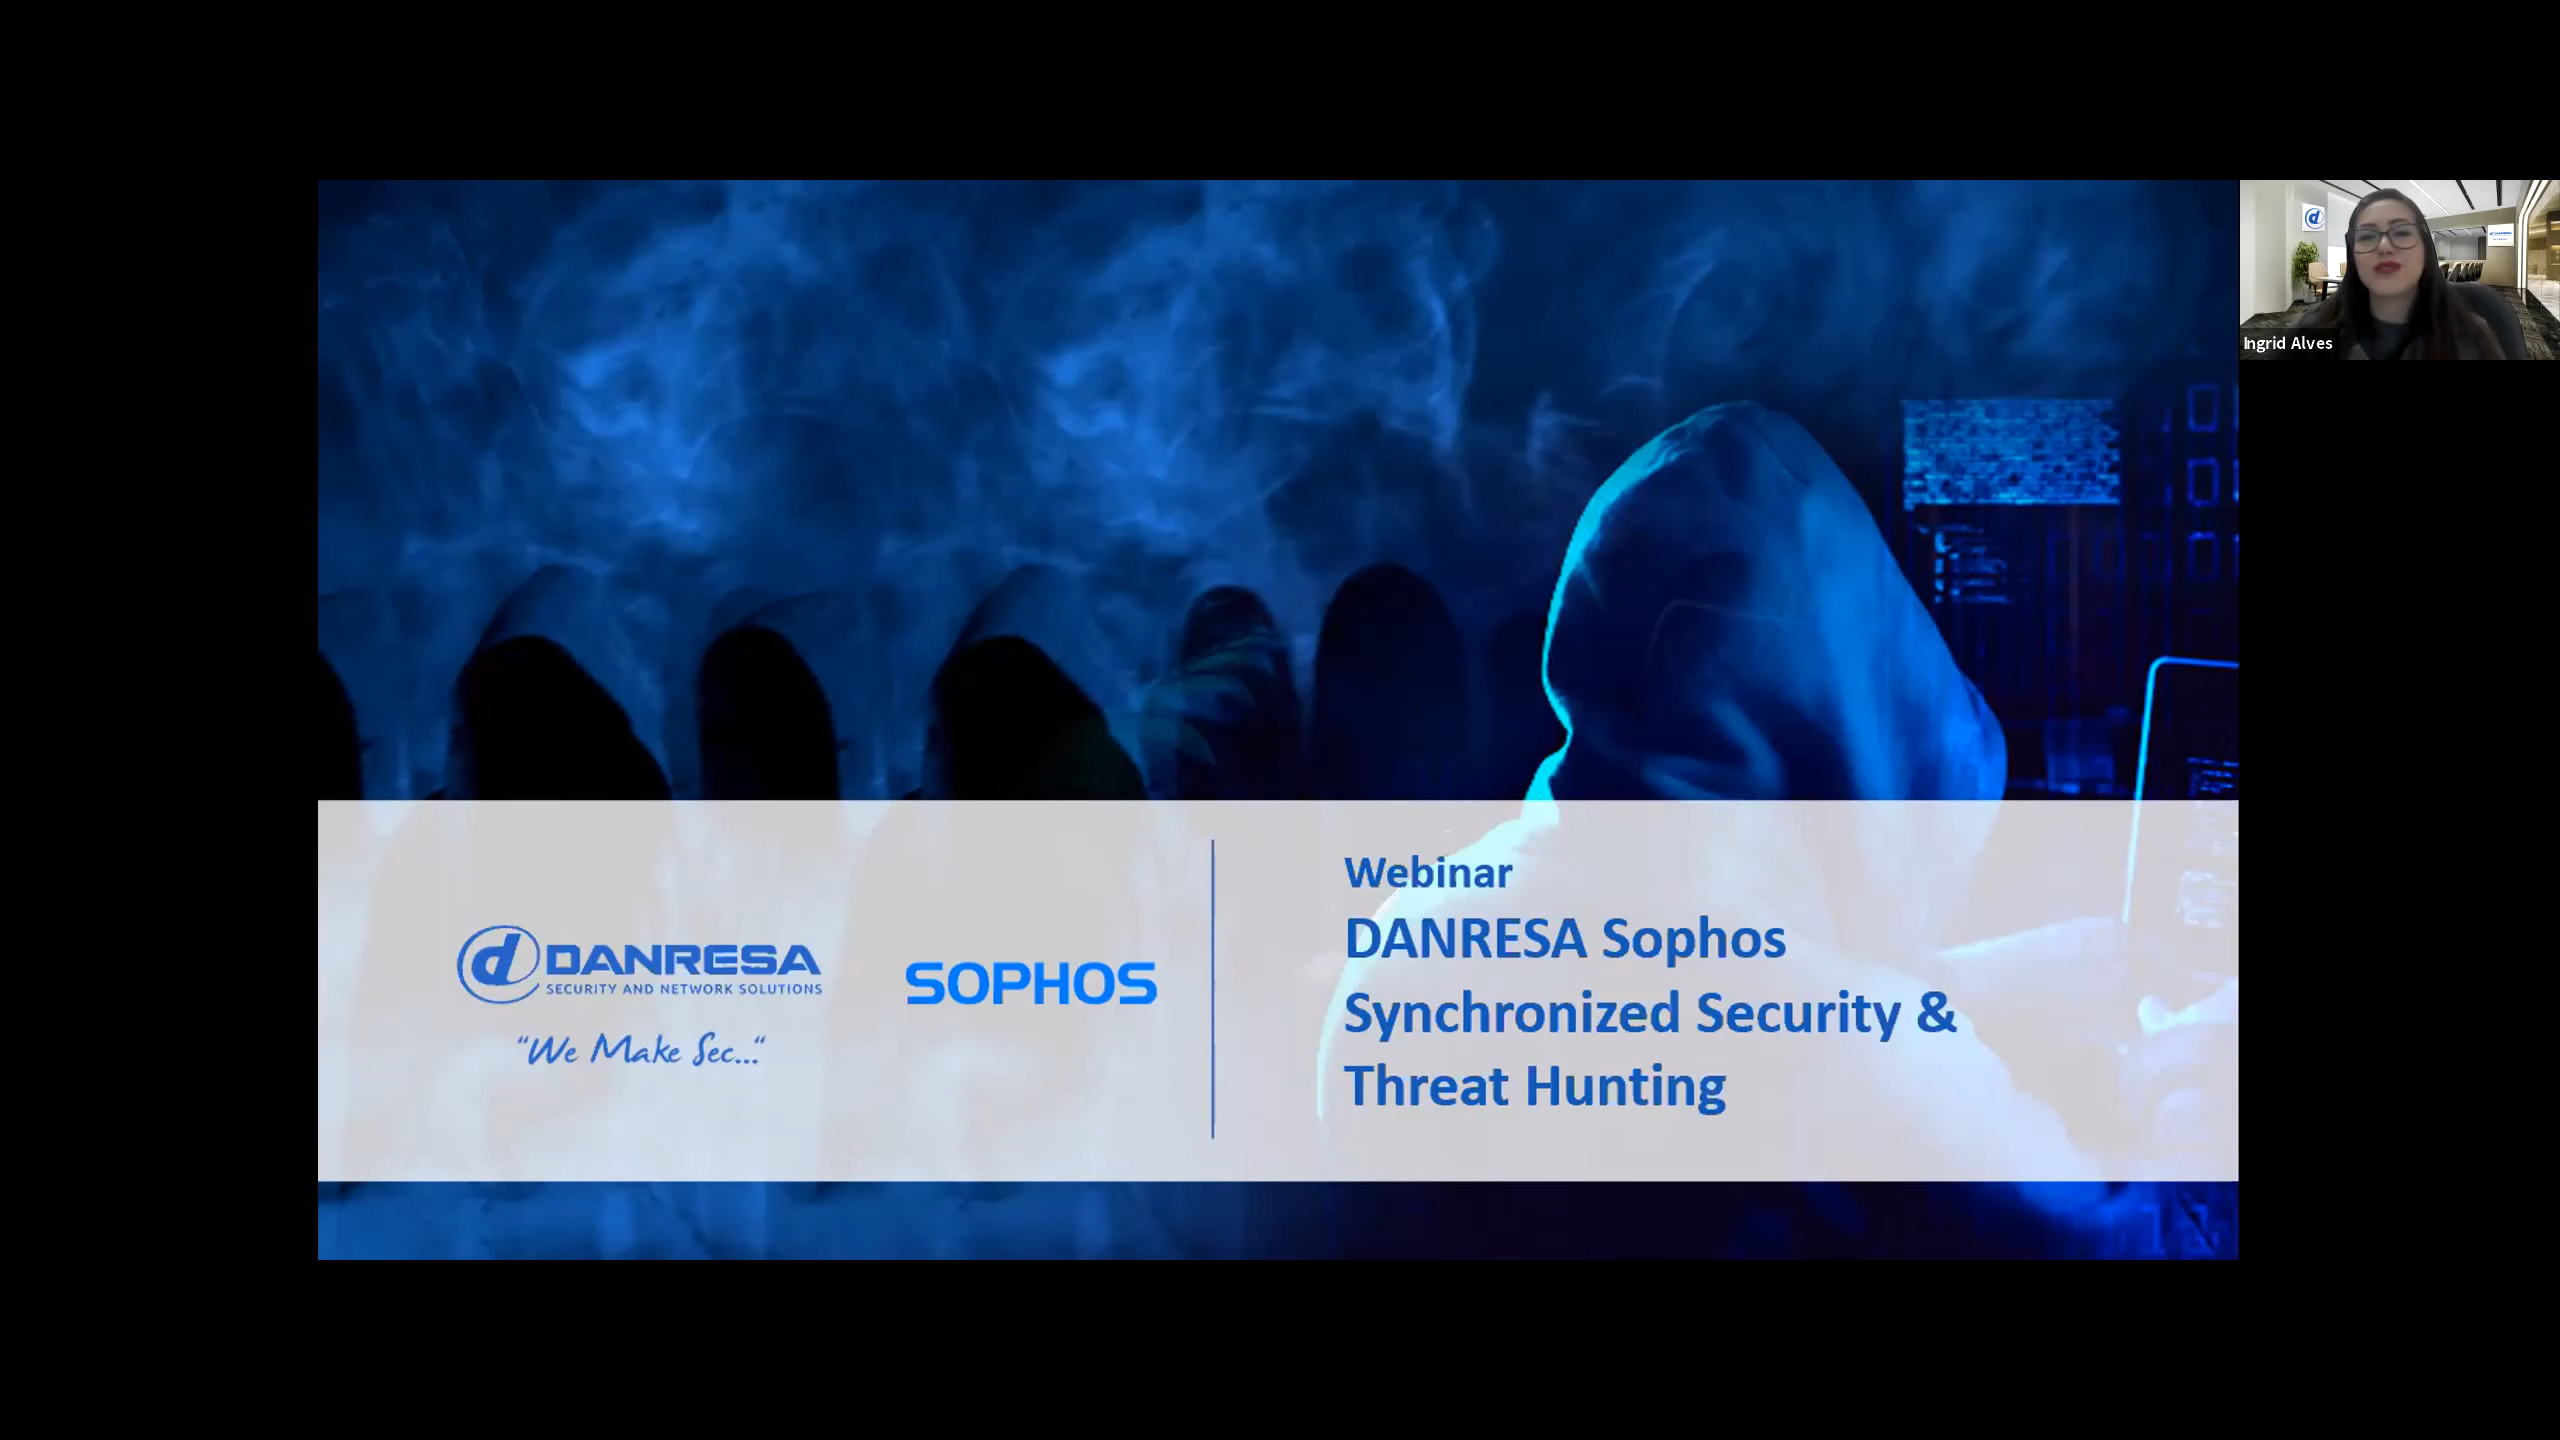 Ingrid Alves
DANRESA
SECURITY AND NETWORK SOLUTIONS
"We Make Sec..."
SOPHOS
Webinar
DANRESA Sophos
Synchronized Security &
Threat Hunting